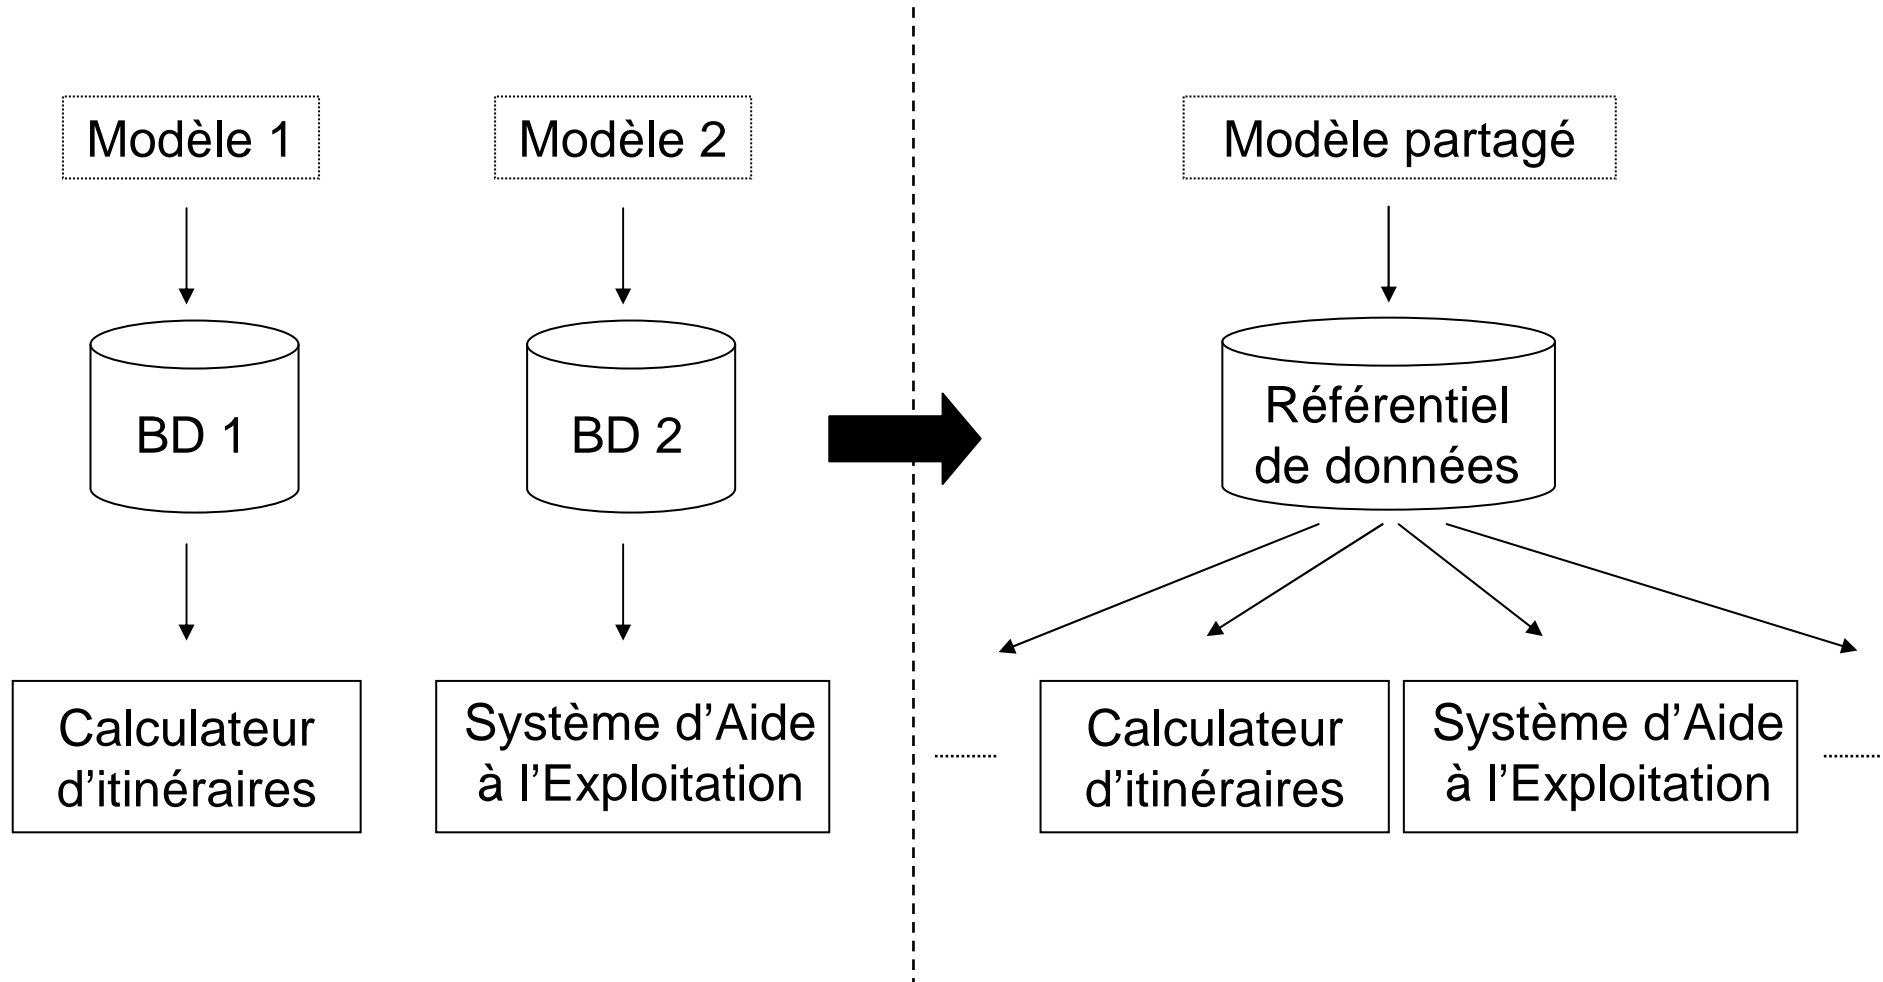 Modèle 1
Modèle 2
Modèle partagé
BD 1
BD 2
Référentiel
de données
Calculateur
d'itinéraires
Système d'Aide
à l'Exploitation
Calculateur
d'itinéraires
Système d'Aide
à l'Exploitation